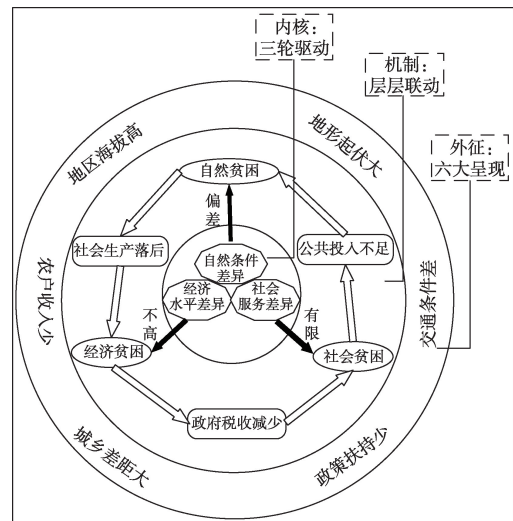 内核：
三轮驱动
机制：
层层联动
外征：
六大呈现
地区海拔高
地形起伏大
自然贫困
偏差
社会生产落后
公共投入不足
自然条件
差异
经济
水平差异
社会
服务差异
农户收入少
交通条件差
不高
有限
经济贫困
社会贫困
政府税收减少
城乡差距大
政策扶持少